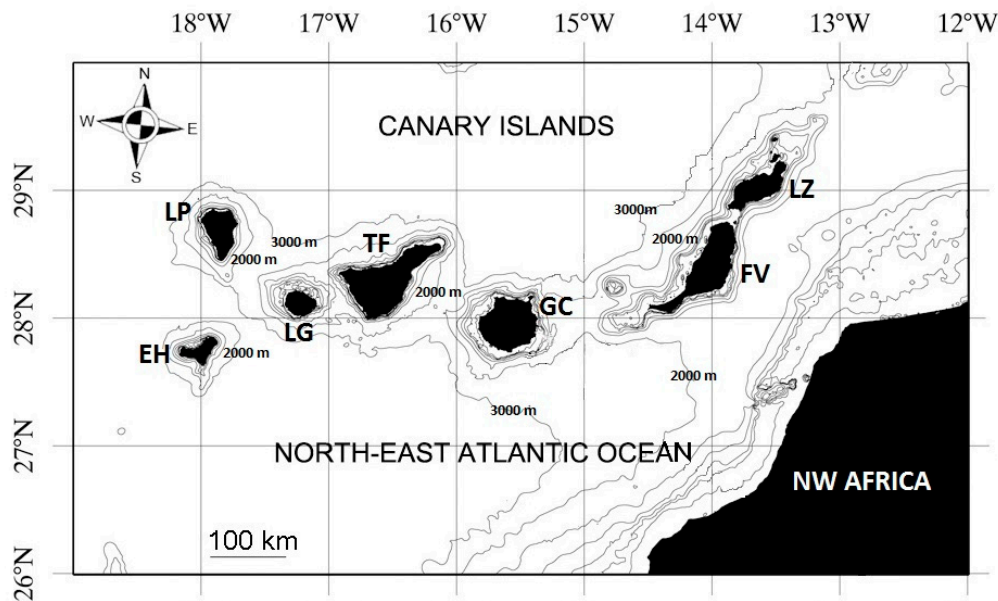 18°W 17°W 16°W 15°W 14°W 13°W 12°W
N
W E
S
CANARY ISLANDS
29°N
LP
LZ
3000m
3000 m
TF
2000 m
2000 m
FV
2000 m
GC
28°N
LG
EH
2000 m
2000 m
3000 m
27°N
NORTH-EAST ATLANTIC OCEAN
NW AFRICA
100 km
26°N